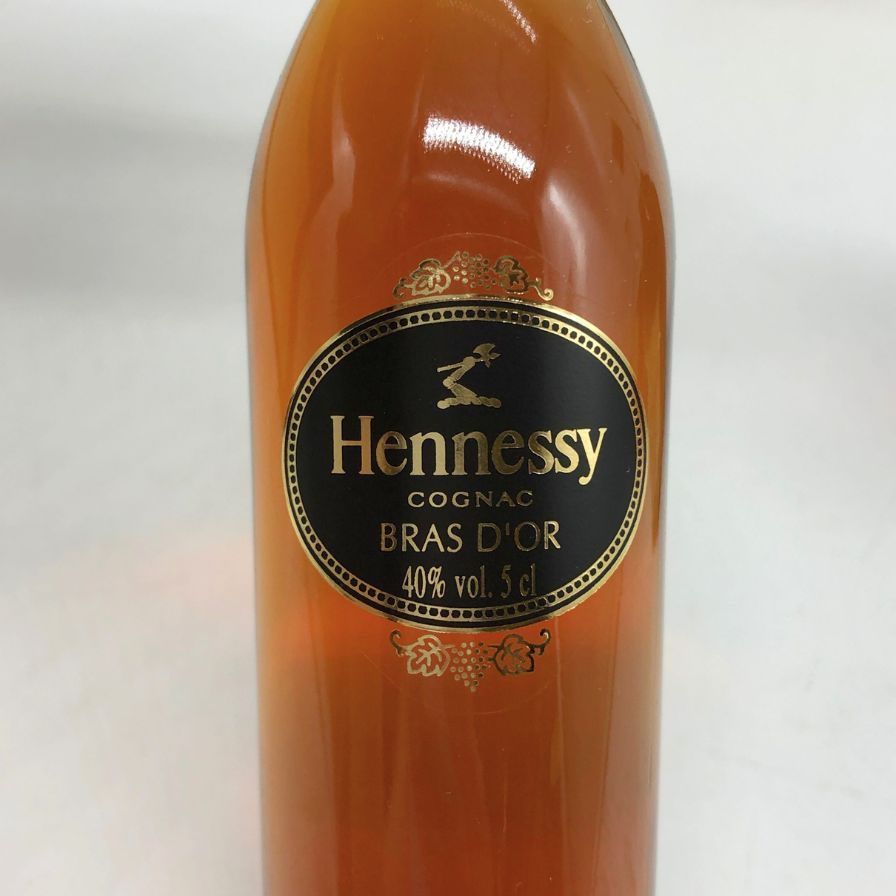 Hennessy
COGNAC
BRAS D'OR
40% vol. 5 cl